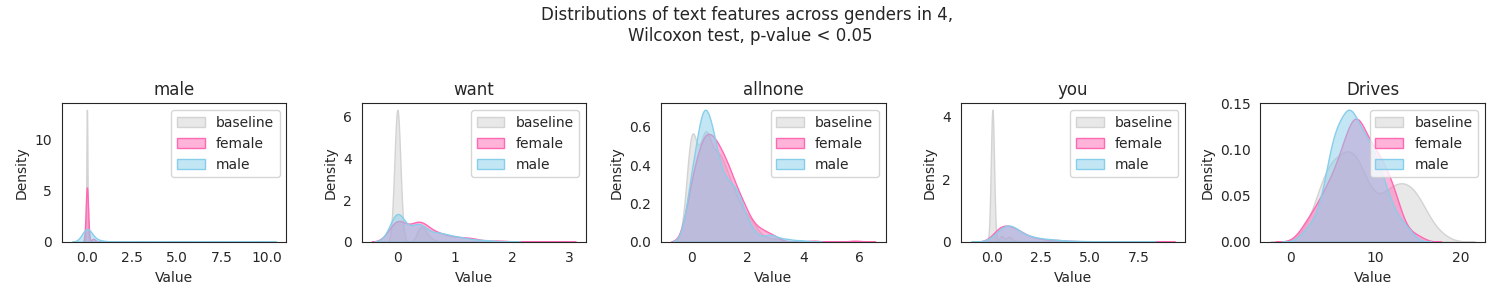 Distributions of text features across genders in 4,
Wilcoxon test, p-value < 0.05
male
want
allnone
you
Drives
Density
10
5
0
baseline
female
male
0.0 2.5 5.0 7.5 10.0
Value
Density
6
4
2
0
baseline
female
male
0 1 2 3
Value
Density
0.6
0.4
0.2
0.0
baseline
female
male
0 2 4 6
Value
Density
4
2
0
baseline
female
male
0.0 2.5 5.0 7.5
Value
Density
0.15
0.10
0.05
0.00
baseline
female
male
0 10 20
Value